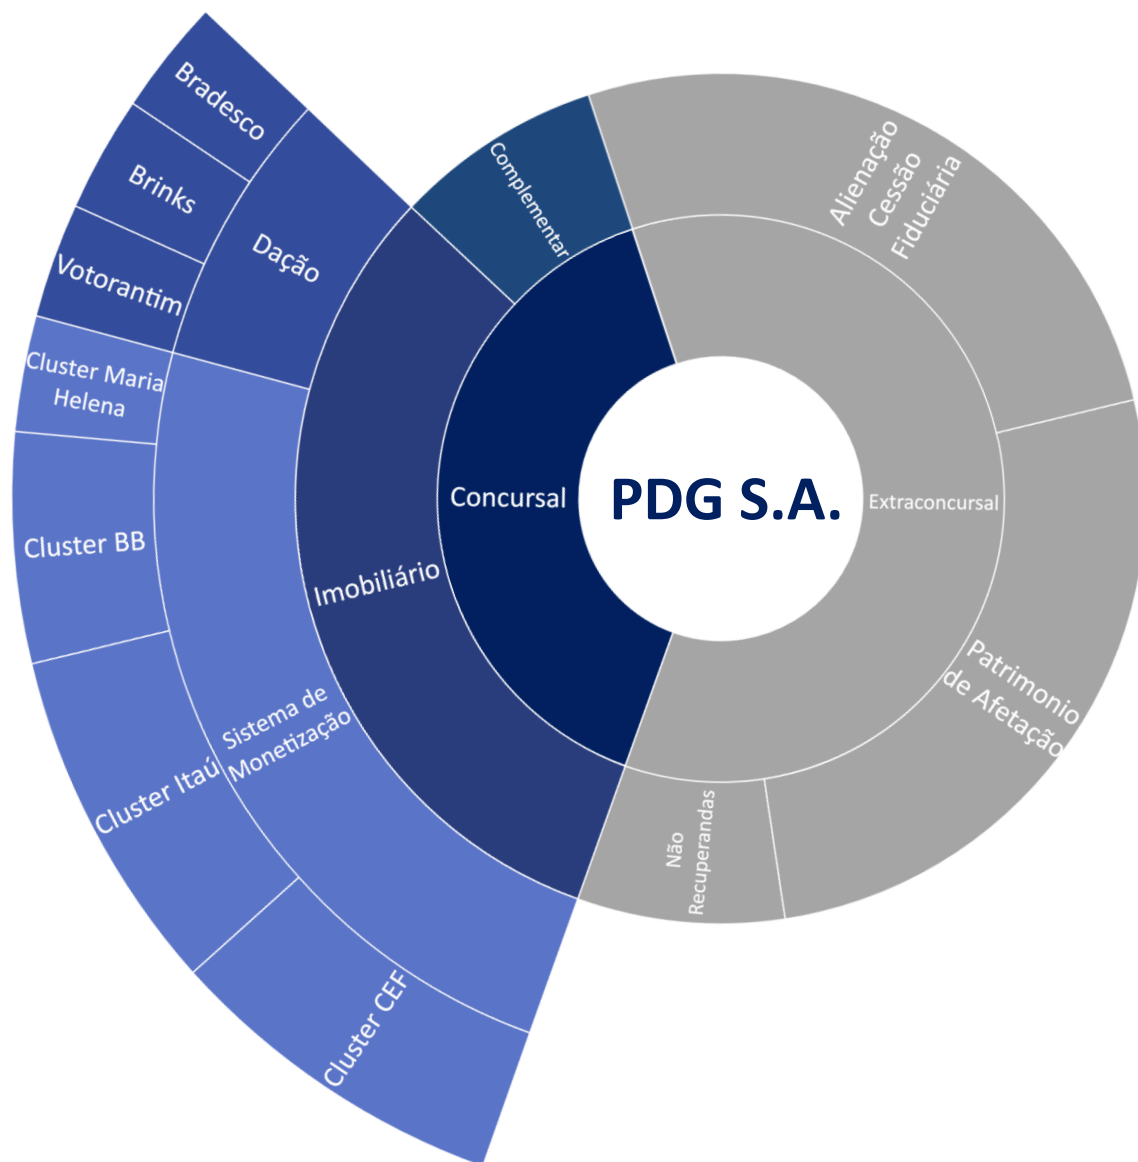 Bradesco
Brinks
Votorantim
Cluster Maria
Helena
Cluster BB
Cluster Itaú
Cluster CEF
Dação
Sistema de
Monetização
Imobiliário
Complementar
Concursal
PDG S.A.
Extraconcursal
Alienação
Cessão
Fiduciária
Patrimonio
de Afetação
Não
Recuperandas